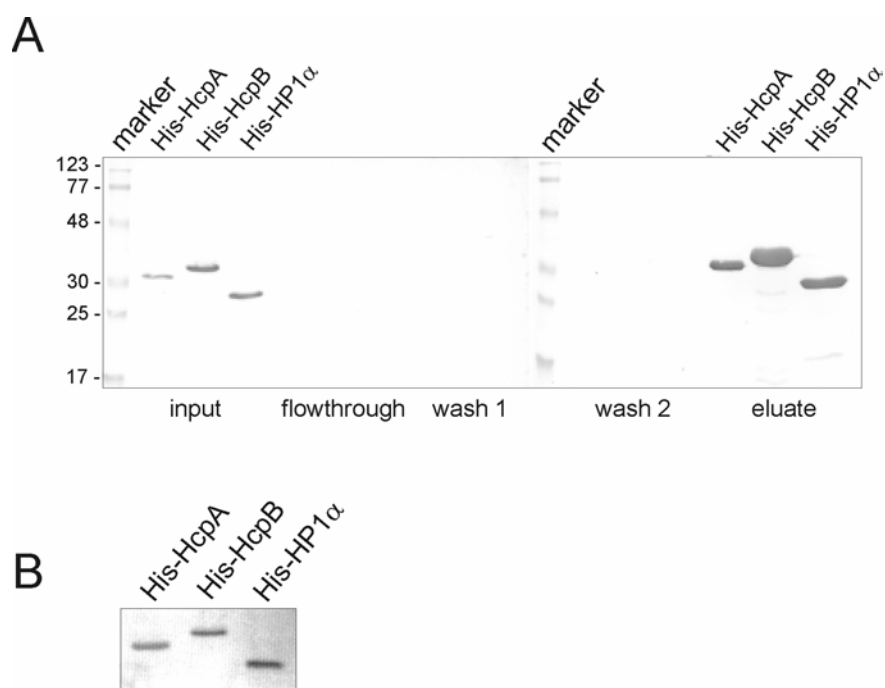 A
marker His-HcpA His-HcpB His-HP1α marker His-HcpA His-HcpB His-HP1α
123 -
77 -
48 -
30 -
25 -
17 -
input flowthrough wash 1 wash 2 eluate
B
His-HcpA His-HcpB His-HP1α